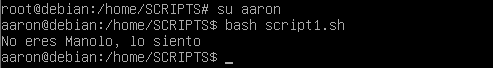 root@debian:/home/SCRIPTS# su aaron
aaron@debian:/home/SCRIPTS$ bash script1.sh
No eres Manolo, lo siento
aaron@debian:/home/SCRIPTS$ _